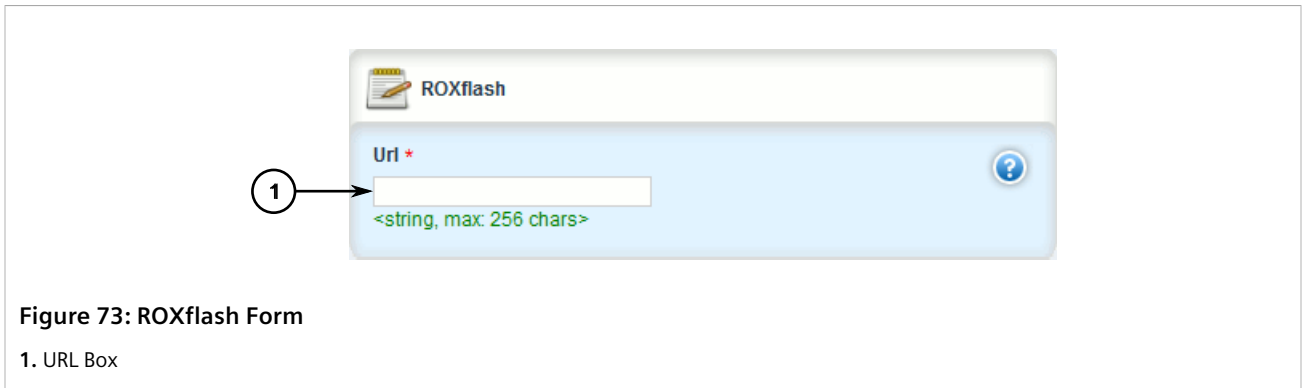 ROXflash
Url *
1
<string, max: 256 chars>
?
Figure 73: ROXflash Form
1. URL Box